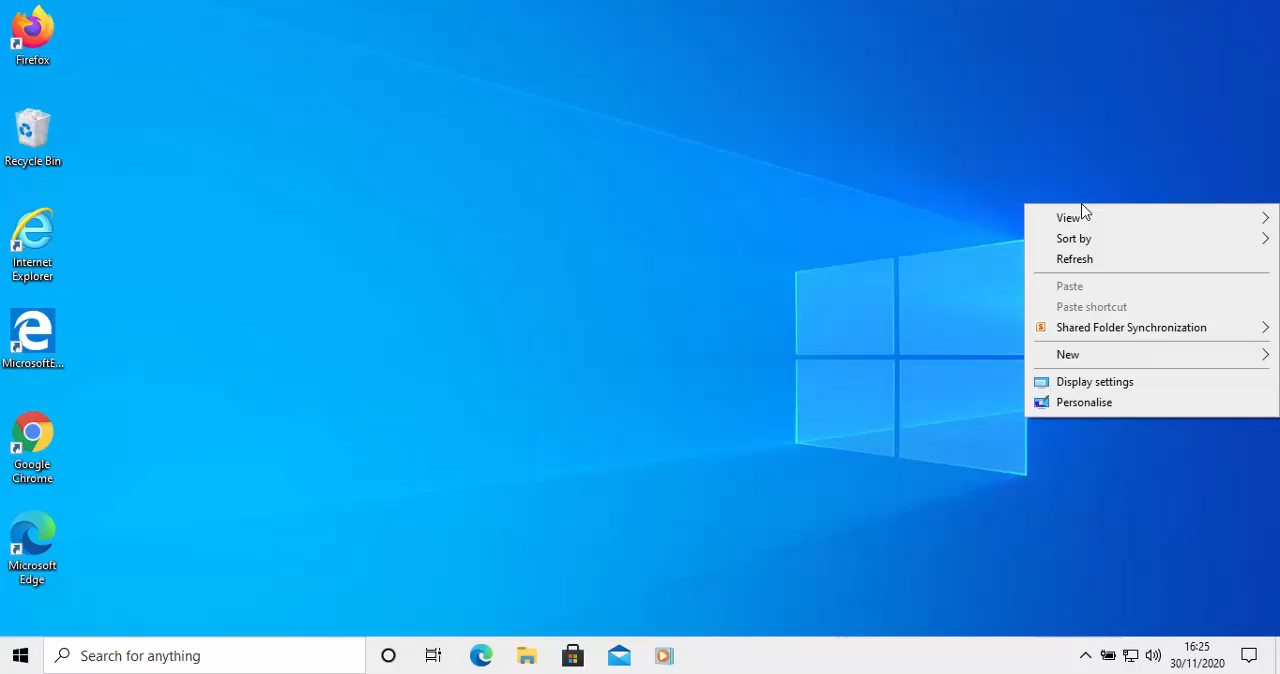 Firefox
Recycle Bin
Internet
Explorer
MicrosoftE...
Google
Chrome
Microsoft
Edge
View
Sort by
Refresh
Paste
Paste shortcut
S
Shared Folder Synchronization
New
Display settings
Personalise
Search for anything
16:25
30/11/2020